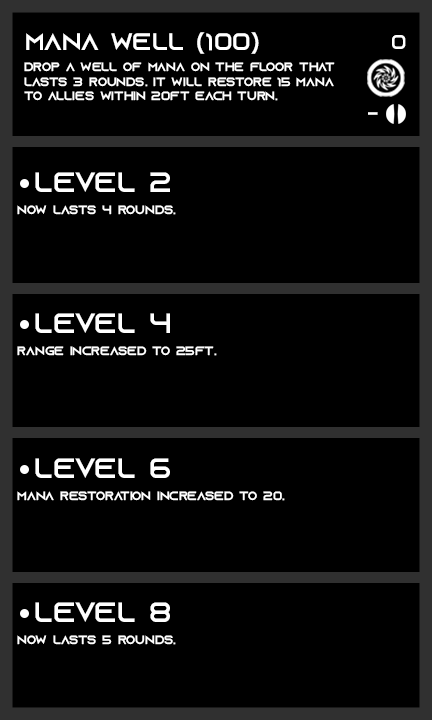 MANA WELL (100)
0
DROP A WELL OF MANA ON THE FLOOR THAT
LASTS 3 ROUNDS. IT WILL RESTORE 15 MANA
TO ALLIES WITHIN 20FT EACH TURN.
-
•LEVEL 2
NOW LASTS 4 ROUNDS.
•LEVEL 4
RANGE INCREASED TO 25FT.
•LEVEL 6
MANA RESTORATION INCREASED TO 20.
•LEVEL 8
NOW LASTS 5 ROUNDS.